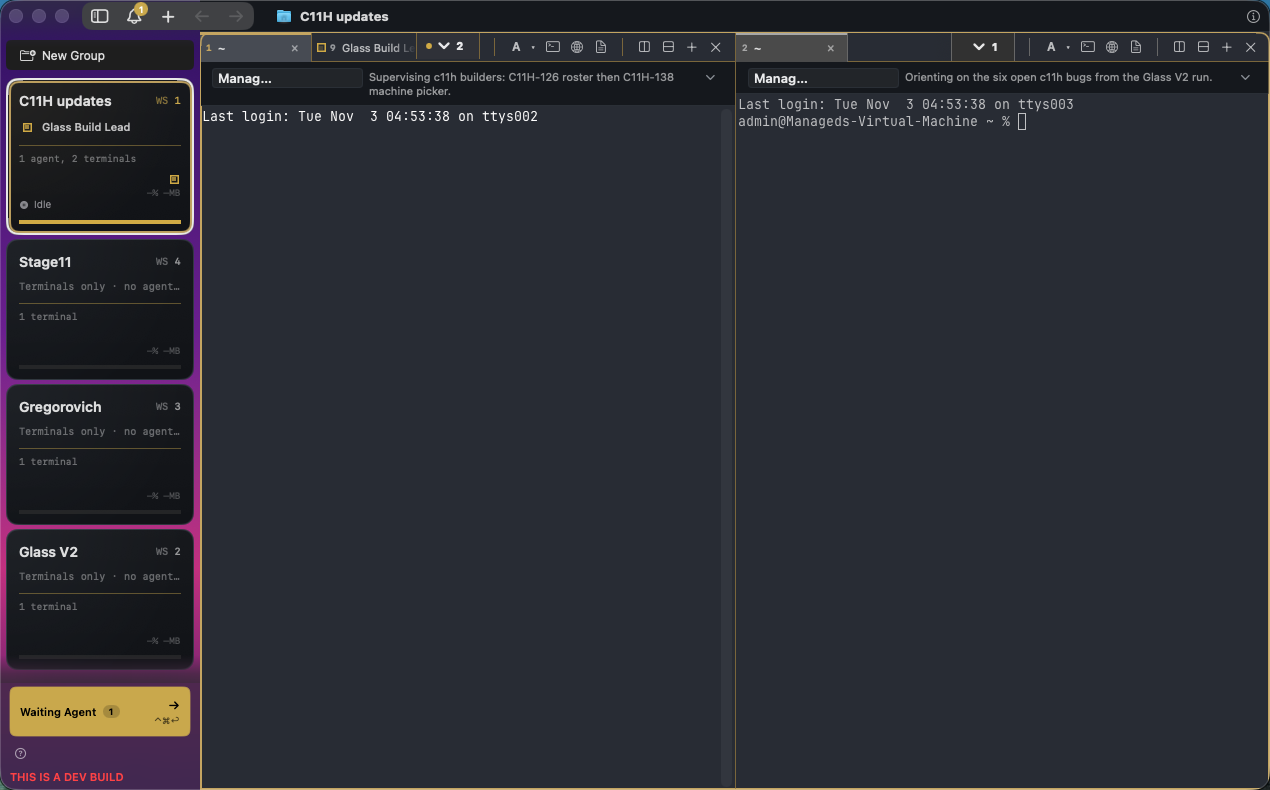 1
C11H updates
New Group
C11H updates
WS 1
Glass Build Lead
1 agent, 2 terminals
—% —MB
Idle
Stage11
WS 4
Terminals only · no agent…
1 terminal
—% —MB
Gregorovich
WS 3
Terminals only · no agent…
1 terminal
—% —MB
Glass V2
WS 2
Terminals only · no agent…
1 terminal
—% —MB
Waiting Agent 1
^⌘↩
THIS IS A DEV BUILD
1 ~
9 Glass Build Le
2
A
Manag...
Supervising c11h builders: C11H-126 roster then C11H-138
machine picker.
Last login: Tue Nov  3 04:53:38 on ttys002
2 ~
1
A
Manag...
Orienting on the six open c11h bugs from the Glass V2 run.
Last login: Tue Nov  3 04:53:38 on ttys003
admin@Manageds-Virtual-Machine ~ %